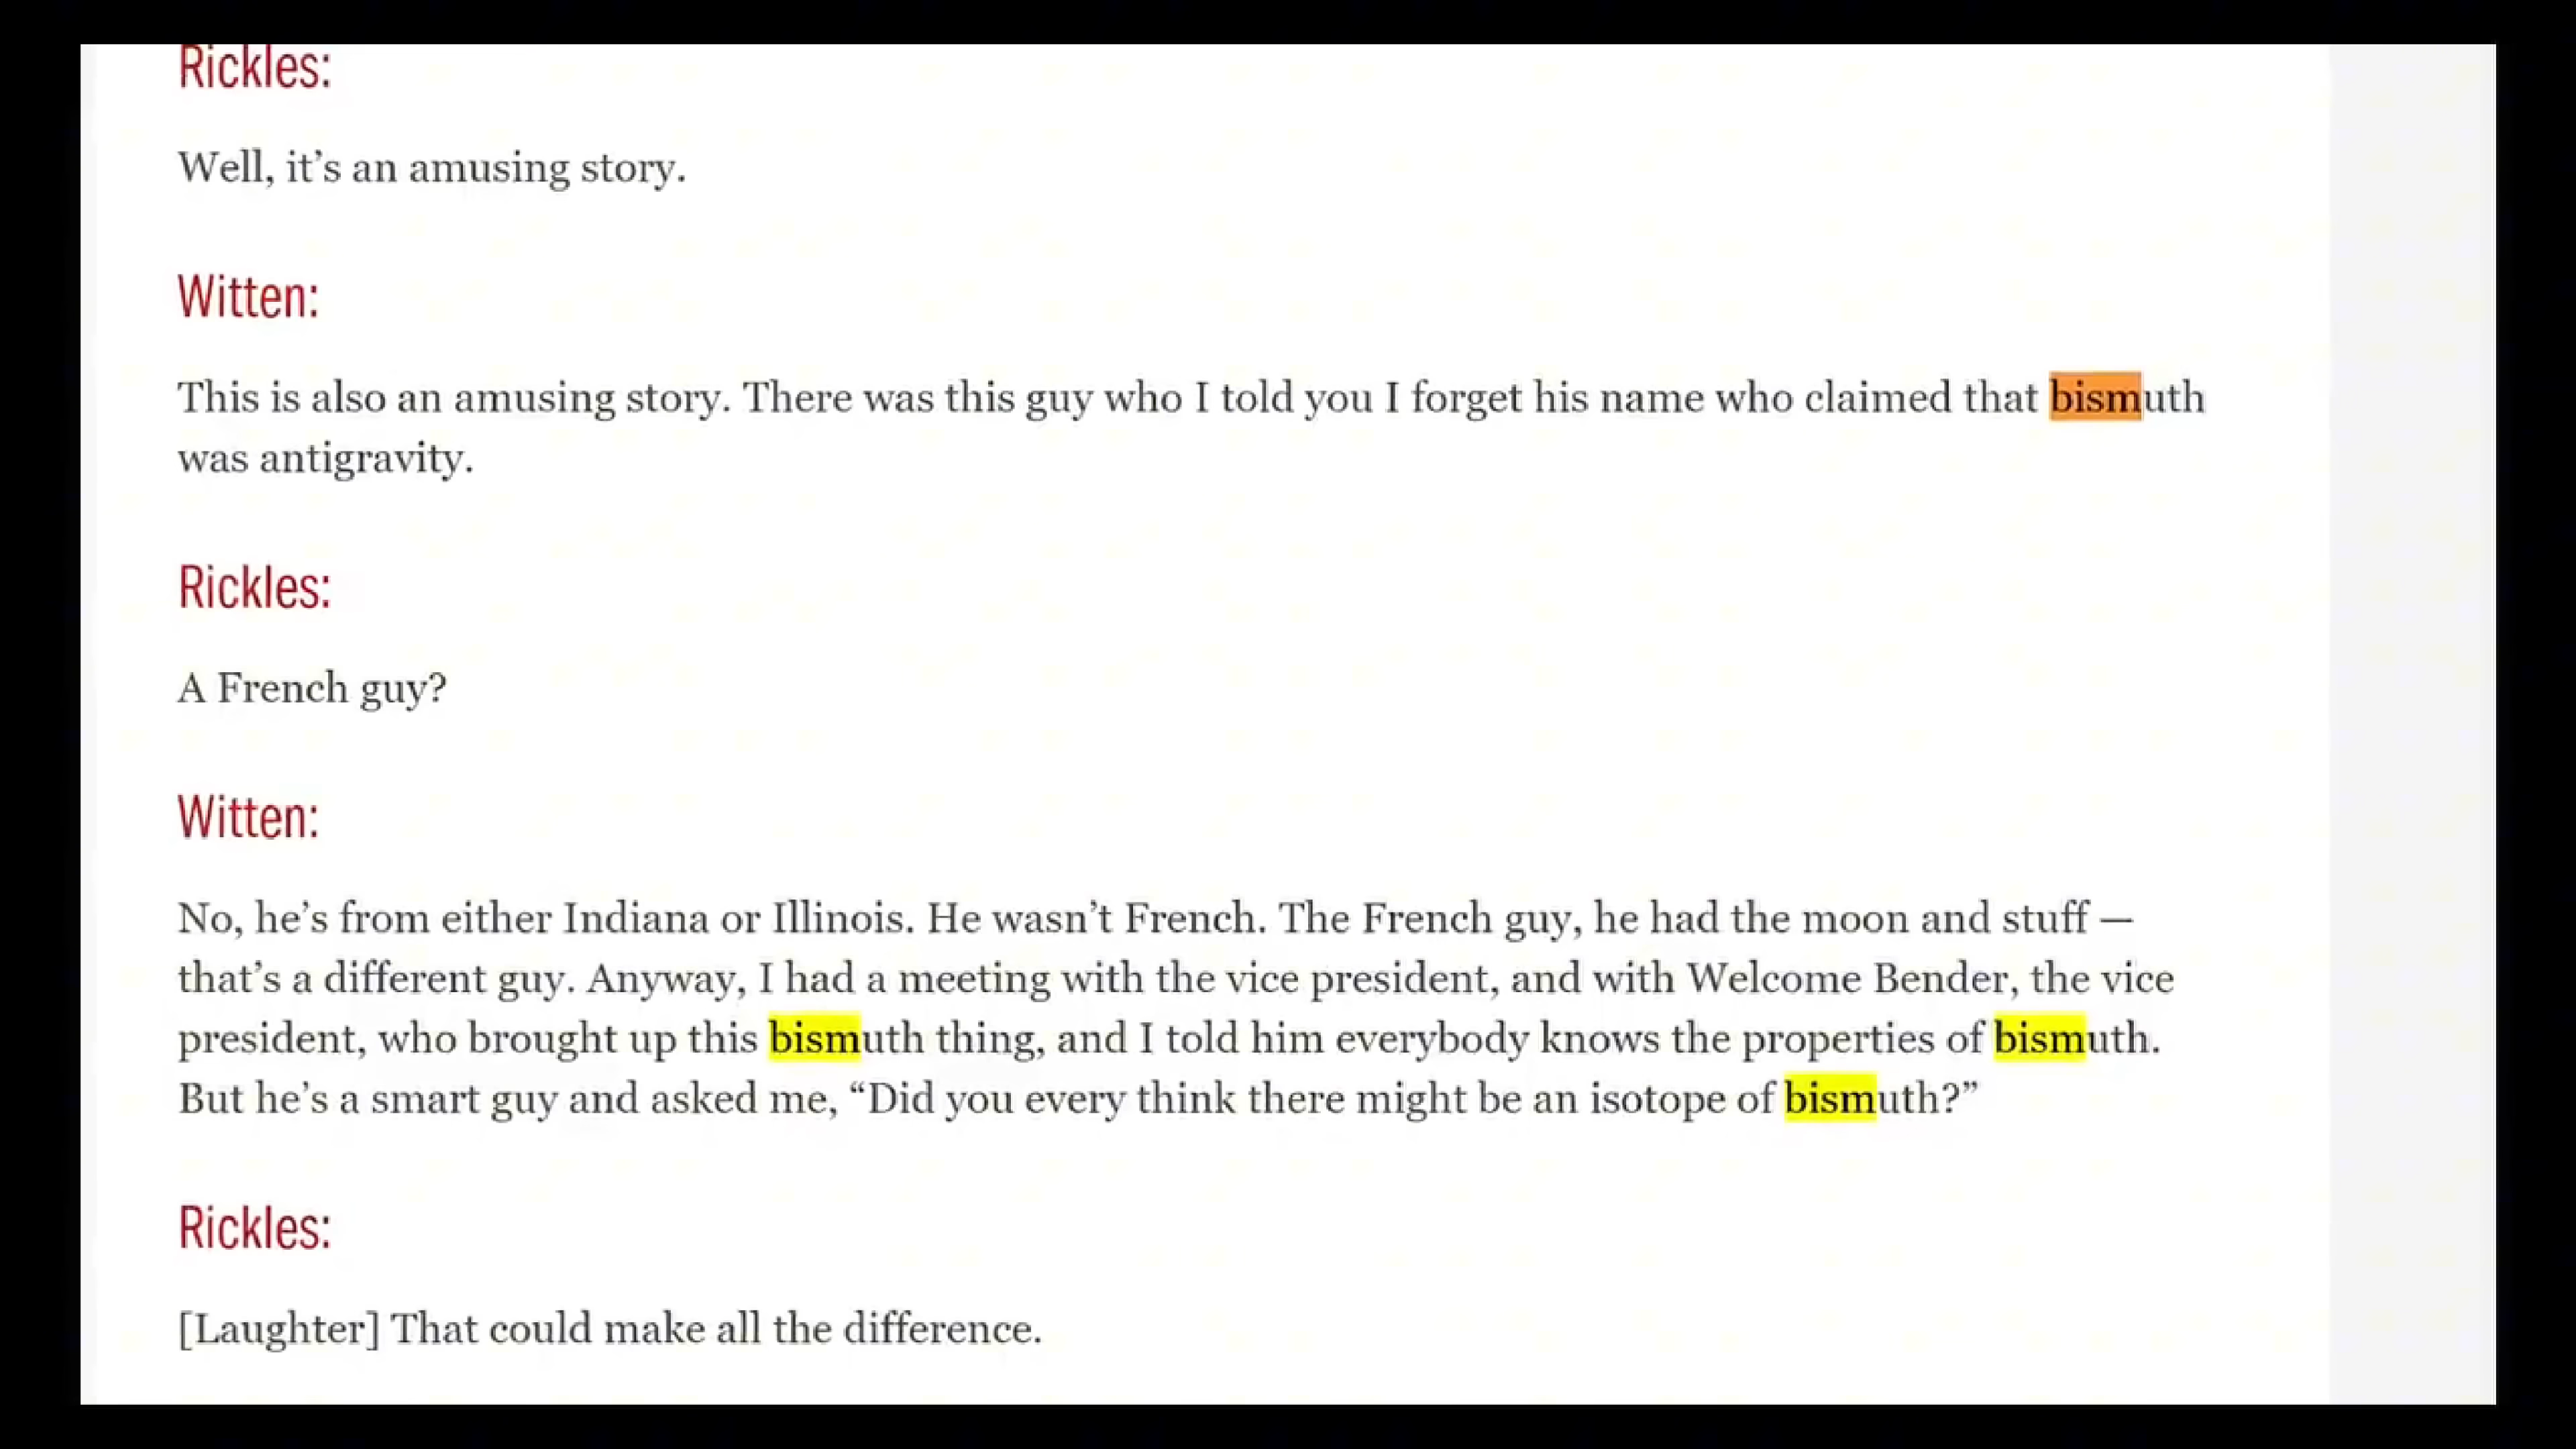 Rickles:
Well, it’s an amusing story.
Witten:
This is also an amusing story. There was this guy who I told you I forget his name who claimed that bismuth
was antigravity.
Rickles:
A French guy?
Witten:
No, he’s from either Indiana or Illinois. He wasn’t French. The French guy, he had the moon and stuff —
that’s a different guy. Anyway, I had a meeting with the vice president, and with Welcome Bender, the vice
president, who brought up this bismuth thing, and I told him everybody knows the properties of bismuth.
But he’s a smart guy and asked me, “Did you every think there might be an isotope of bismuth?”
Rickles:
[Laughter] That could make all the difference.